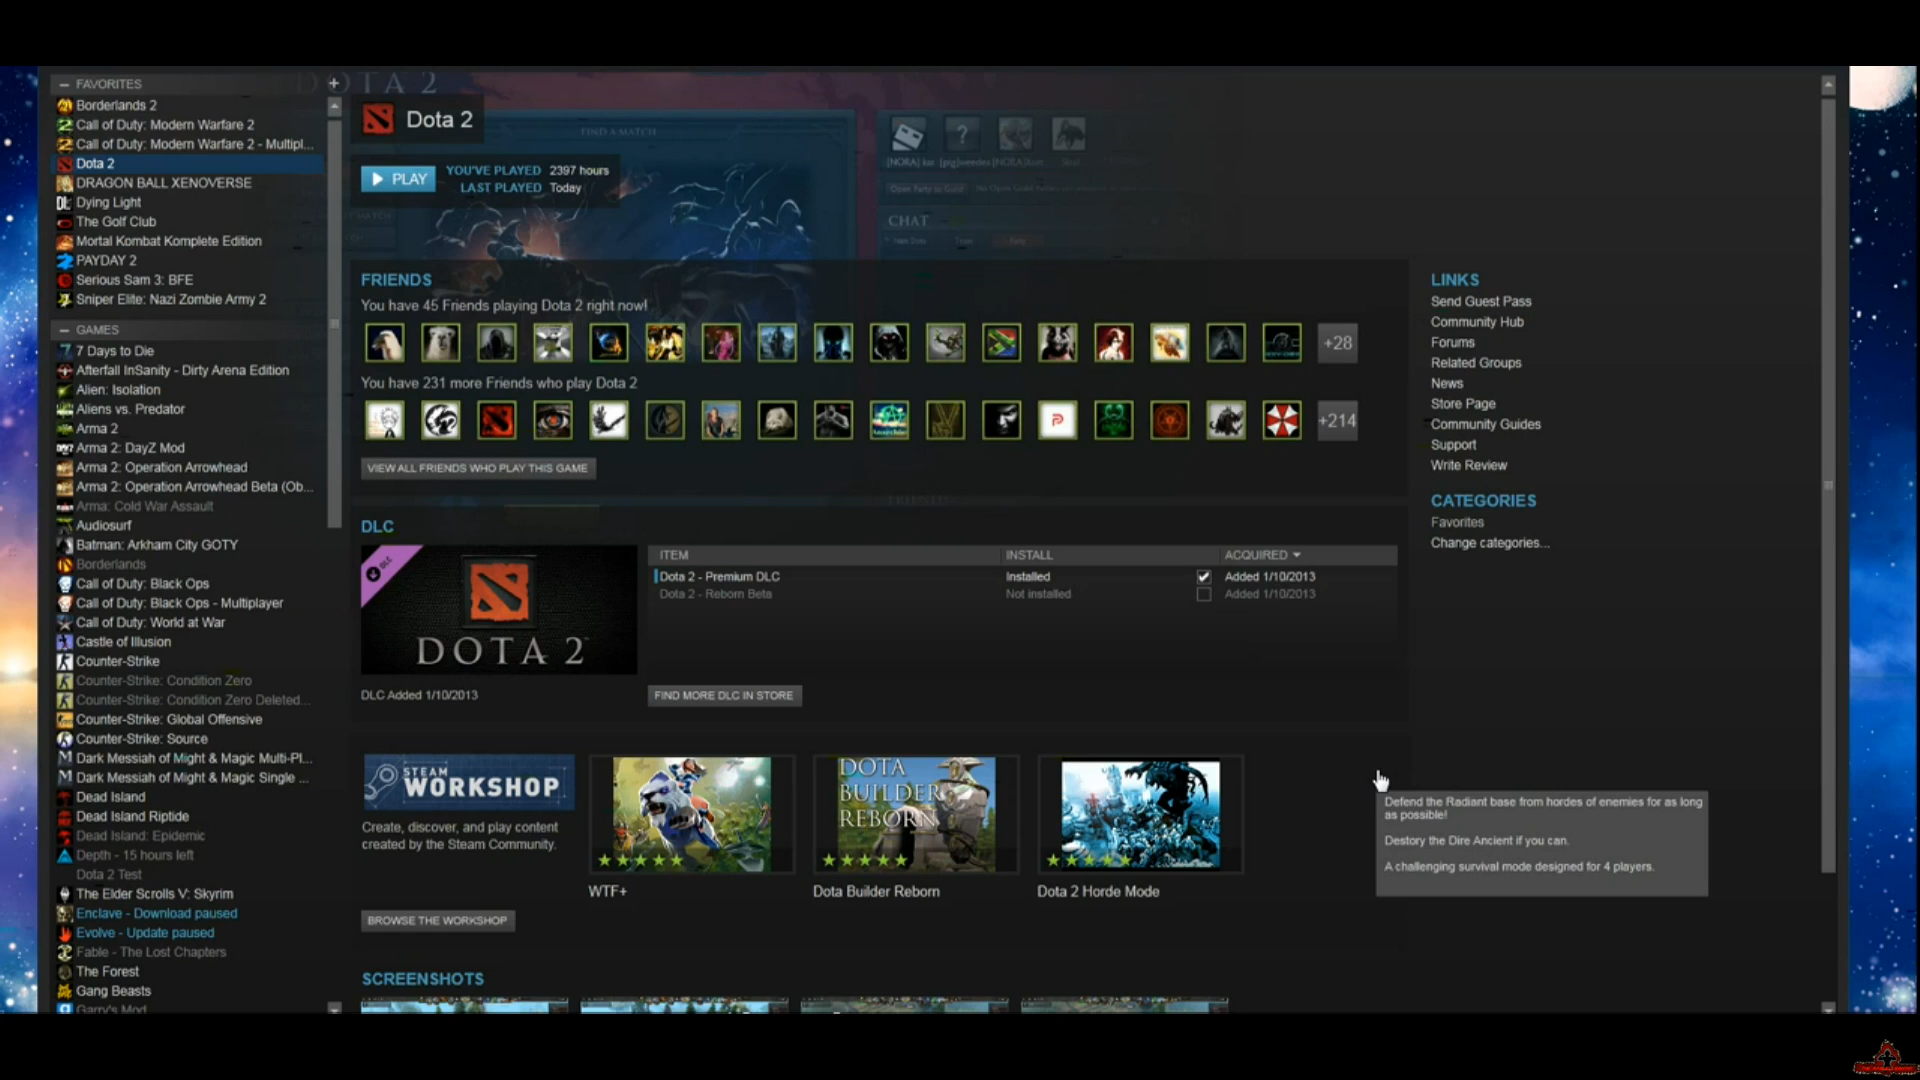 FAVORITES
Borderlands 2
Call of Duty: Modern Warfare 2
Call of Duty: Modern Warfare 2 - Multipl...
Dota 2
DRAGON BALL XENOVERSE
Dying Light
The Golf Club
Mortal Kombat Komplete Edition
PAYDAY 2
Serious Sam 3: BFE
Sniper Elite: Nazi Zombie Army 2
GAMES
7 Days to Die
Afterfall InSanity - Dirty Arena Edition
Alien: Isolation
Aliens vs. Predator
Arma 2
Arma 2: DayZ Mod
Arma 2: Operation Arrowhead
Arma 2: Operation Arrowhead Beta (Ob...
Arma: Cold War Assault
Audiosurf
Batman: Arkham City GOTY
Borderlands
Call of Duty: Black Ops
Call of Duty: Black Ops - Multiplayer
Call of Duty: World at War
Castle of Illusion
Counter-Strike
Counter-Strike: Condition Zero
Counter-Strike: Condition Zero Deleted...
Counter-Strike: Global Offensive
Counter-Strike: Source
Dark Messiah of Might & Magic Multi-Pl...
Dark Messiah of Might & Magic Single ...
Dead Island
Dead Island Riptide
Dead Island: Epidemic
Depth - 15 hours left
Dota 2 Test
The Elder Scrolls V: Skyrim
Enclave - Download paused
Evolve - Update paused
Fable - The Lost Chapters
The Forest
Gang Beasts
Garry's Mod
DOTA 2
Dota 2
FIND A MATCH
PLAY
YOU'VE PLAYED 2397 hours
LAST PLAYED Today
CHAT
FRIENDS
You have 45 Friends playing Dota 2 right now!
+28
You have 231 more Friends who play Dota 2
+214
VIEW ALL FRIENDS WHO PLAY THIS GAME
DLC
DLC
DOTA 2
DLC Added 1/10/2013
ITEM INSTALL ACQUIRED
Dota 2 - Premium DLC Installed Added 1/10/2013
Dota 2 - Reborn Beta Not installed Added 1/10/2013
FIND MORE DLC IN STORE
STEAM
WORKSHOP
Create, discover, and play content
created by the Steam Community.
BROWSE THE WORKSHOP
WTF+
DOTA
BUILDER
REBORN
Dota Builder Reborn
Dota 2 Horde Mode
Defend the Radiant base from hordes of enemies for as long
as possible!
Destory the Dire Ancient if you can.
A challenging survival mode designed for 4 players.
SCREENSHOTS
LINKS
Send Guest Pass
Community Hub
Forums
Related Groups
News
Store Page
Community Guides
Support
Write Review
CATEGORIES
Favorites
Change categories...